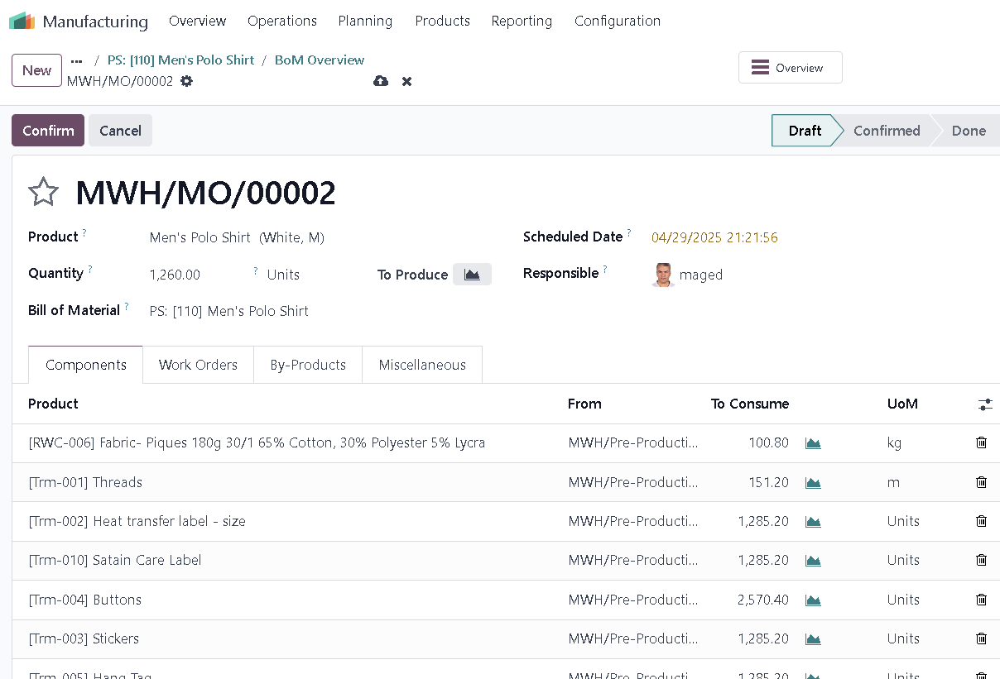 Manufacturing Overview Operations Planning Products Reporting Configuration
New ... / PS: [110] Men's Polo Shirt / BoM Overview
MWH/MO/00002
Overview
Confirm Cancel Draft Confirmed Done
MWH/MO/00002
Product ? Men's Polo Shirt (White, M) Scheduled Date ? 04/29/2025 21:21:56
Quantity ? 1,260.00 ? Units To Produce Responsible ? maged
Bill of Material ? PS: [110] Men's Polo Shirt
Components Work Orders By-Products Miscellaneous
Product From To Consume UoM
[RWC-006] Fabric- Piques 180g 30/1 65% Cotton, 30% Polyester 5% Lycra MWH/Pre-Producti... 100.80 kg
[Trm-001] Threads MWH/Pre-Producti... 151.20 m
[Trm-002] Heat transfer label - size MWH/Pre-Producti... 1,285.20 Units
[Trm-010] Satain Care Label MWH/Pre-Producti... 1,285.20 Units
[Trm-004] Buttons MWH/Pre-Producti... 2,570.40 Units
[Trm-003] Stickers MWH/Pre-Producti... 1,285.20 Units
[Trm-005] Hang Tag MWH/Pre-Producti... 1,285.20 Units